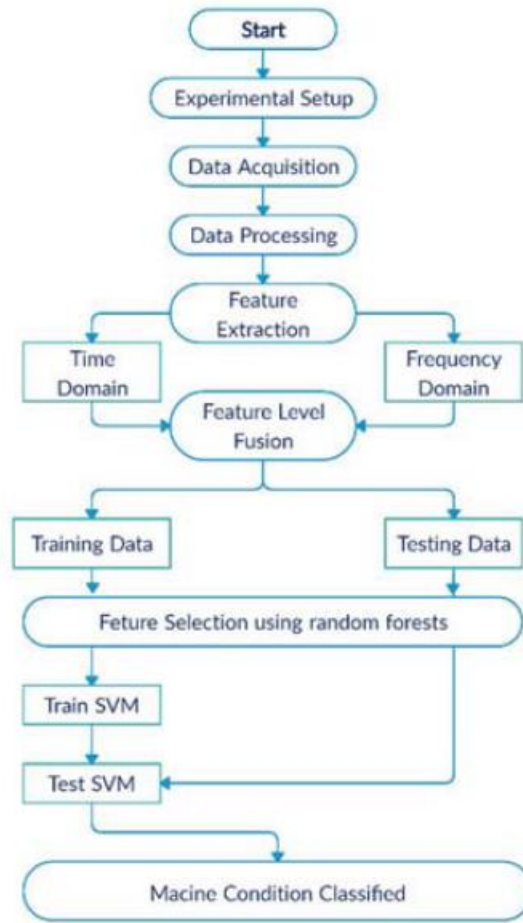 Start
Experimental Setup
Data Acquisition
Data Processing
Feature
Extraction
Time
Domain
Frequency
Domain
Feature Level
Fusion
Training Data
Testing Data
Feture Selection using random forests
Train SVM
Test SVM
Macine Condition Classified